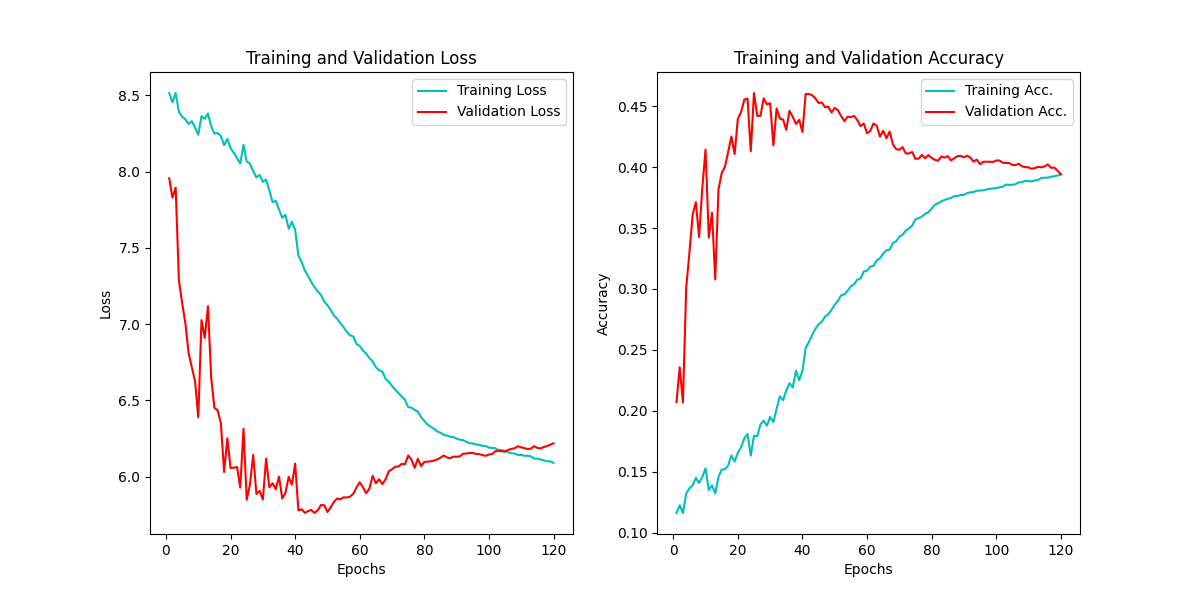 Training and Validation Loss
Training Loss
Validation Loss
8.5
8.0
7.5
7.0
6.5
6.0
Loss
0
20
40
60
80
100
120
Epochs
Training and Validation Accuracy
Training Acc.
Validation Acc.
0.45
0.40
0.35
0.30
0.25
0.20
0.15
0.10
Accuracy
0
20
40
60
80
100
120
Epochs